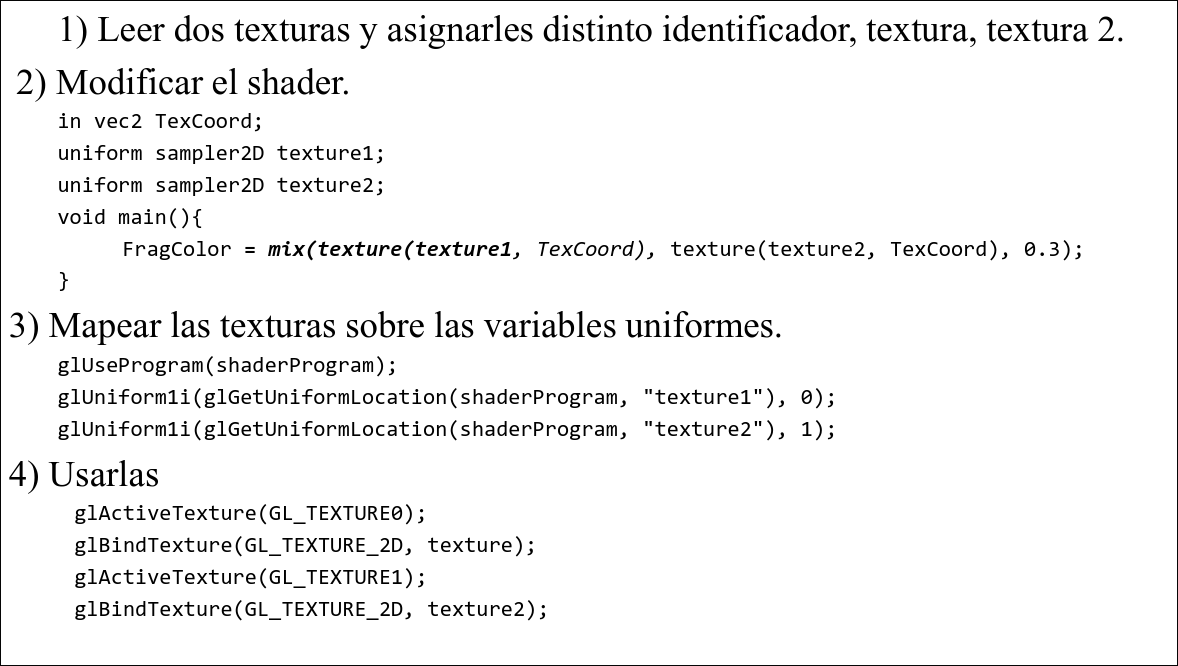 1) Leer dos texturas y asignarles distinto identificador, textura, textura 2.
2) Modificar el shader.
in vec2 TexCoord;
uniform sampler2D texture1;
uniform sampler2D texture2;
void main(){
FragColor = mix(texture(texture1, TexCoord), texture(texture2, TexCoord), 0.3);
}
3) Mapear las texturas sobre las variables uniformes.
glUseProgram(shaderProgram);
glUniform1i(glGetUniformLocation(shaderProgram, "texture1"), 0);
glUniform1i(glGetUniformLocation(shaderProgram, "texture2"), 1);
4) Usarlas
glActiveTexture(GL_TEXTURE0);
glBindTexture(GL_TEXTURE_2D, texture);
glActiveTexture(GL_TEXTURE1);
glBindTexture(GL_TEXTURE_2D, texture2);